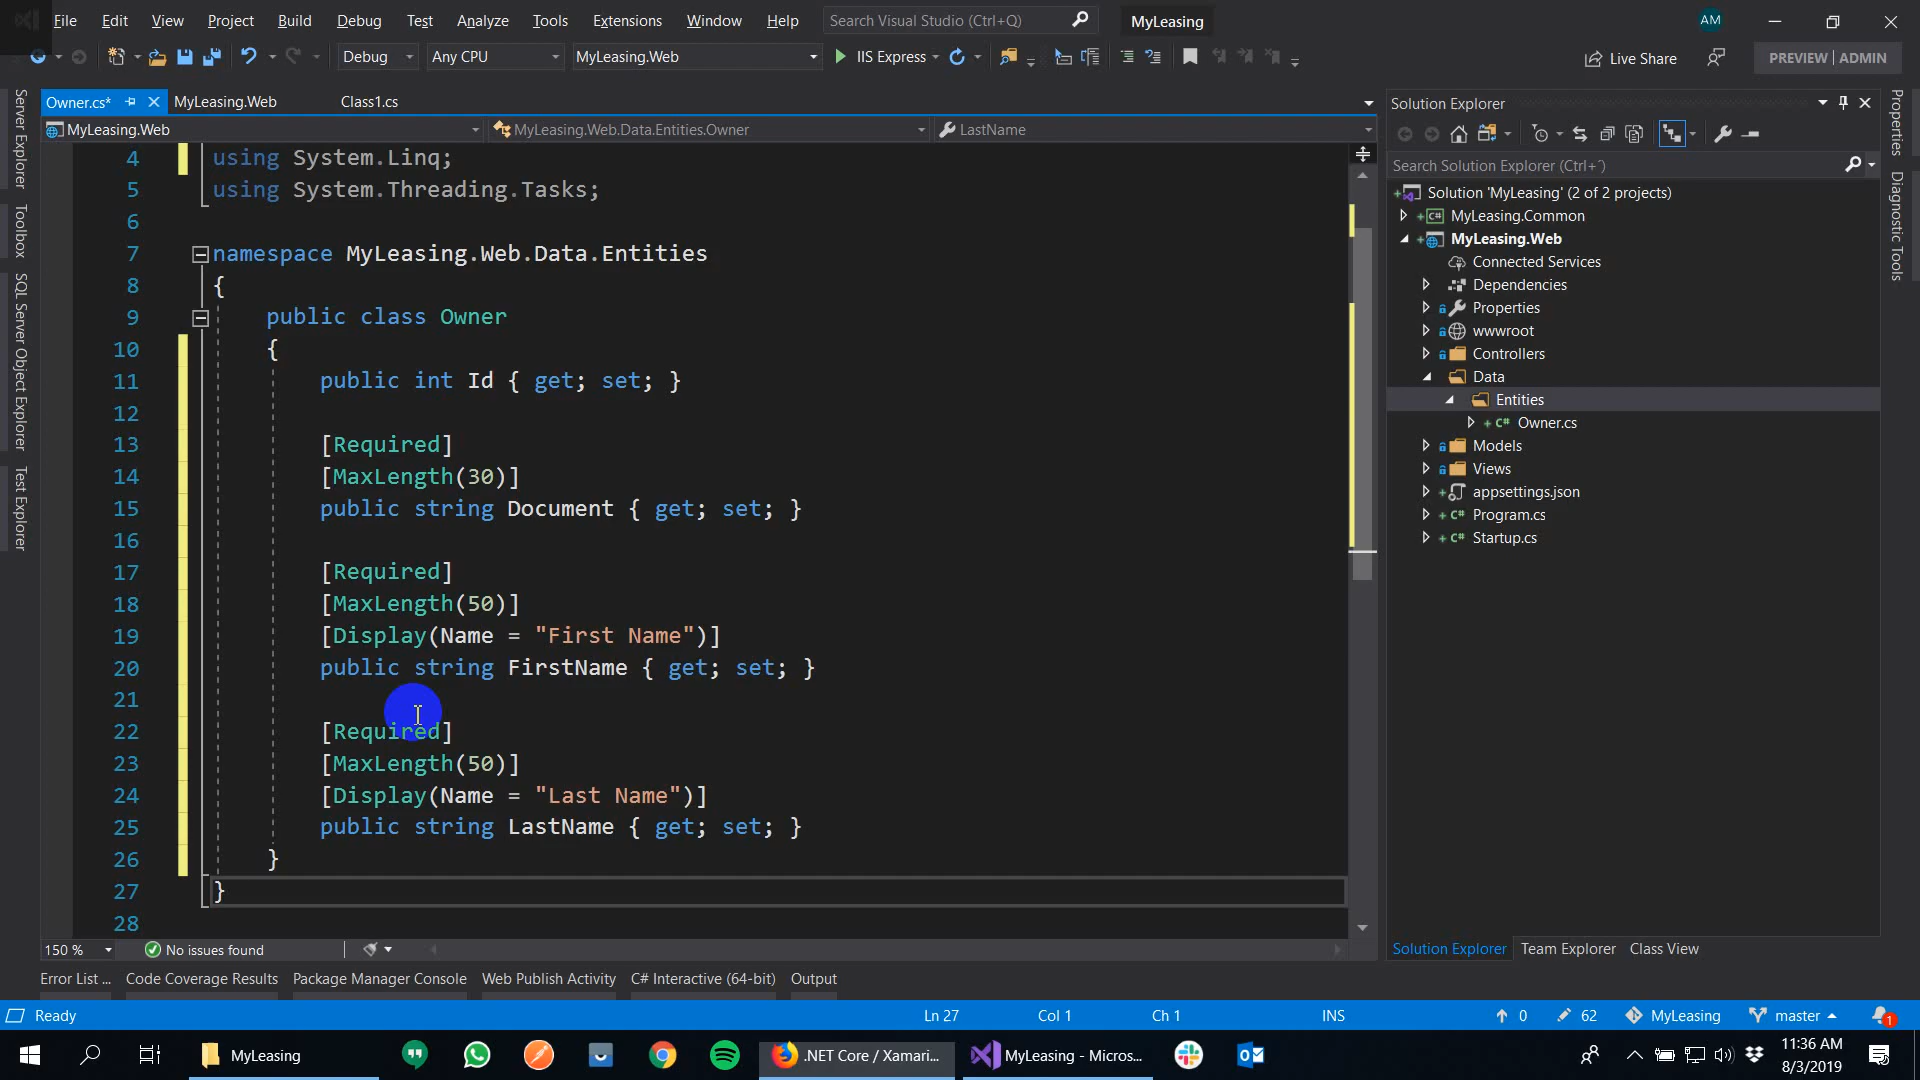 File Edit View Project Build Debug Test Analyze Tools Extensions Window Help Search Visual Studio (Ctrl+Q) MyLeasing AM
Debug Any CPU MyLeasing.Web IIS Express Live Share PREVIEW ADMIN
Owner.cs* MyLeasing.Web Class1.cs
MyLeasing.Web MyLeasing.Web.Data.Entities.Owner LastName
Server Explorer
Toolbox
SQL Server Object Explorer
Test Explorer
4 using System.Linq;
5 using System.Threading.Tasks;
6
7 namespace MyLeasing.Web.Data.Entities
8 {
9 public class Owner
10 {
11 public int Id { get; set; }
12
13 [Required]
14 [MaxLength(30)]
15 public string Document { get; set; }
16
17 [Required]
18 [MaxLength(50)]
19 [Display(Name = "First Name")]
20 public string FirstName { get; set; }
21
22 [Required]
23 [MaxLength(50)]
24 [Display(Name = "Last Name")]
25 public string LastName { get; set; }
26 }
27 }
28
150 % No issues found
Solution Explorer
Search Solution Explorer (Ctrl+´)
Solution 'MyLeasing' (2 of 2 projects)
MyLeasing.Common
MyLeasing.Web
Connected Services
Dependencies
Properties
wwwroot
Controllers
Data
Entities
Owner.cs
Models
Views
appsettings.json
Program.cs
Startup.cs
Solution Explorer Team Explorer Class View
Properties
Diagnostic Tools
Error List ... Code Coverage Results Package Manager Console Web Publish Activity C# Interactive (64-bit) Output
Ready Ln 27 Col 1 Ch 1 INS 0 62 MyLeasing master 1
MyLeasing .NET Core / Xamari... MyLeasing - Micros... 11:36 AM
8/3/2019